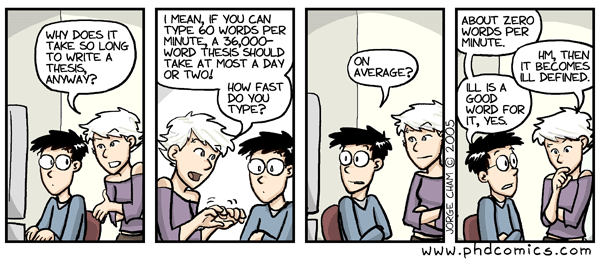 WHY DOES IT
TAKE SO LONG
TO WRITE A
THESIS,
ANYWAY?
I MEAN, IF YOU CAN
TYPE 60 WORDS PER
MINUTE, A 36,000-
WORD THESIS SHOULD
TAKE AT MOST A DAY
OR TWO!
HOW FAST
DO YOU
TYPE?
ON
AVERAGE?
ABOUT ZERO
WORDS PER
MINUTE.
HM, THEN
IT BECOMES
ILL DEFINED.
ILL IS A
GOOD
WORD FOR
IT, YES.
JORGE CHAM © 2005
www.phdcomics.com